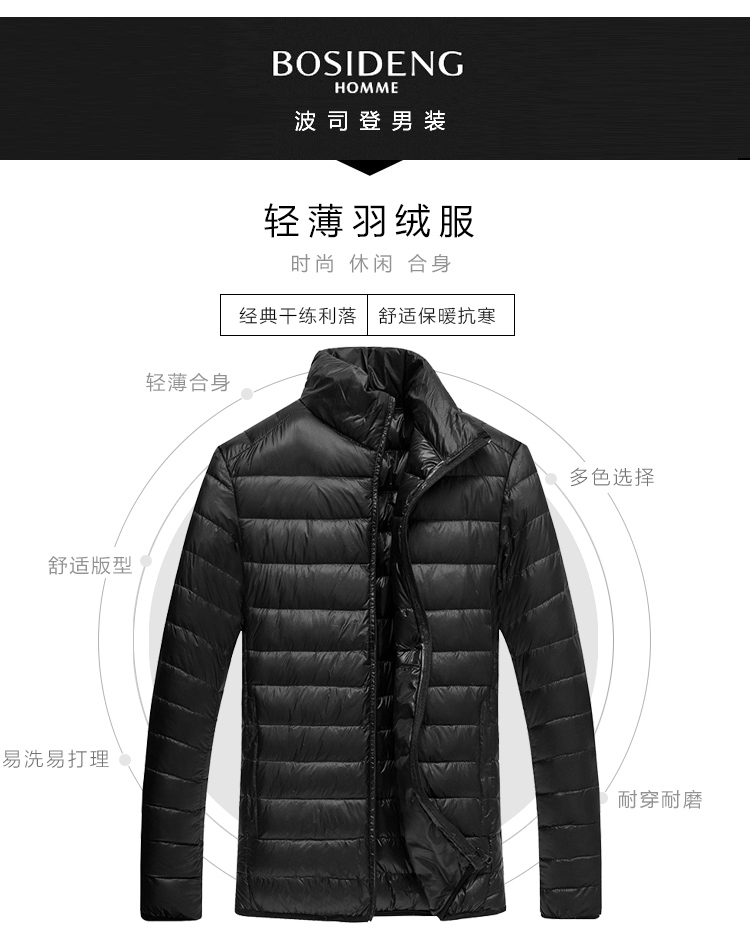 BOSIDENG
HOMME
波司登男装
轻薄羽绒服
时尚 休闲 合身
经典干练利落 舒适保暖抗寒
轻薄合身
多色选择
舒适版型
易洗易打理
耐穿耐磨